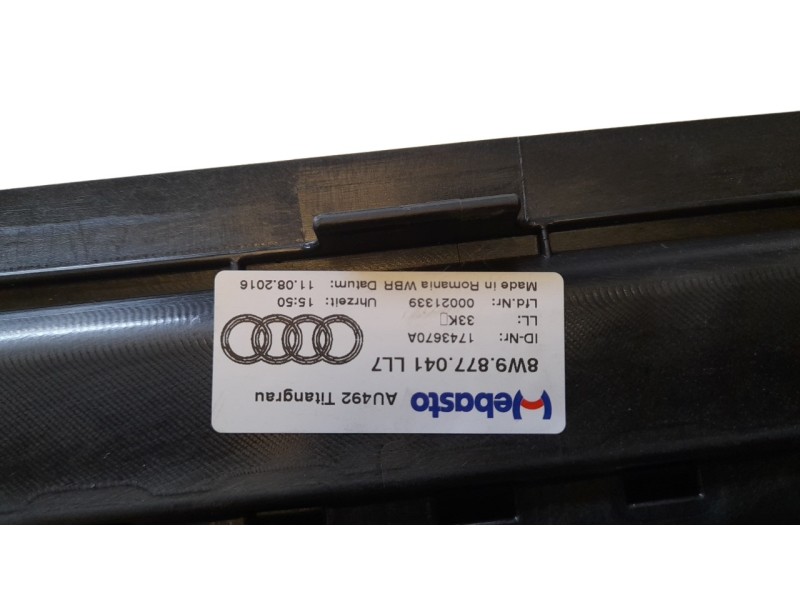 Webasto AU492 Titangrau
8W9.877.041 LL7
ID-Nr: 1743670A
LL: 33K
Lfd.Nr: 00021339 Uhrzeit: 15:50
Made in Romania WBR Datum: 11.08.2016